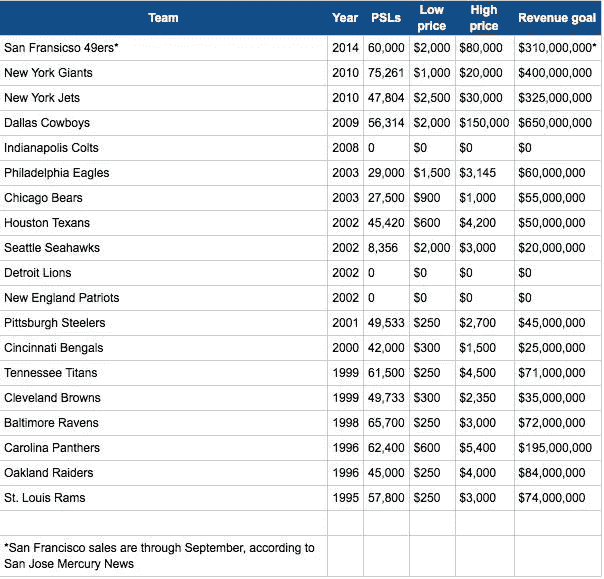 Team Year PSLs Low price High price Revenue goal
San Fransicso 49ers* 2014 60,000 $2,000 $80,000 $310,000,000*
New York Giants 2010 75,261 $1,000 $20,000 $400,000,000
New York Jets 2010 47,804 $2,500 $30,000 $325,000,000
Dallas Cowboys 2009 56,314 $2,000 $150,000 $650,000,000
Indianapolis Colts 2008 0 $0 $0 $0
Philadelphia Eagles 2003 29,000 $1,500 $3,145 $60,000,000
Chicago Bears 2003 27,500 $900 $1,000 $55,000,000
Houston Texans 2002 45,420 $600 $4,200 $50,000,000
Seattle Seahawks 2002 8,356 $2,000 $3,000 $20,000,000
Detroit Lions 2002 0 $0 $0 $0
New England Patriots 2002 0 $0 $0 $0
Pittsburgh Steelers 2001 49,533 $250 $2,700 $45,000,000
Cincinnati Bengals 2000 42,000 $300 $1,500 $25,000,000
Tennessee Titans 1999 61,500 $250 $4,500 $71,000,000
Cleveland Browns 1999 49,733 $300 $2,350 $35,000,000
Baltimore Ravens 1998 65,700 $250 $3,000 $72,000,000
Carolina Panthers 1996 62,400 $600 $5,400 $195,000,000
Oakland Raiders 1996 45,000 $250 $4,000 $84,000,000
St. Louis Rams 1995 57,800 $250 $3,000 $74,000,000
*San Francisco sales are through September, according to
San Jose Mercury News